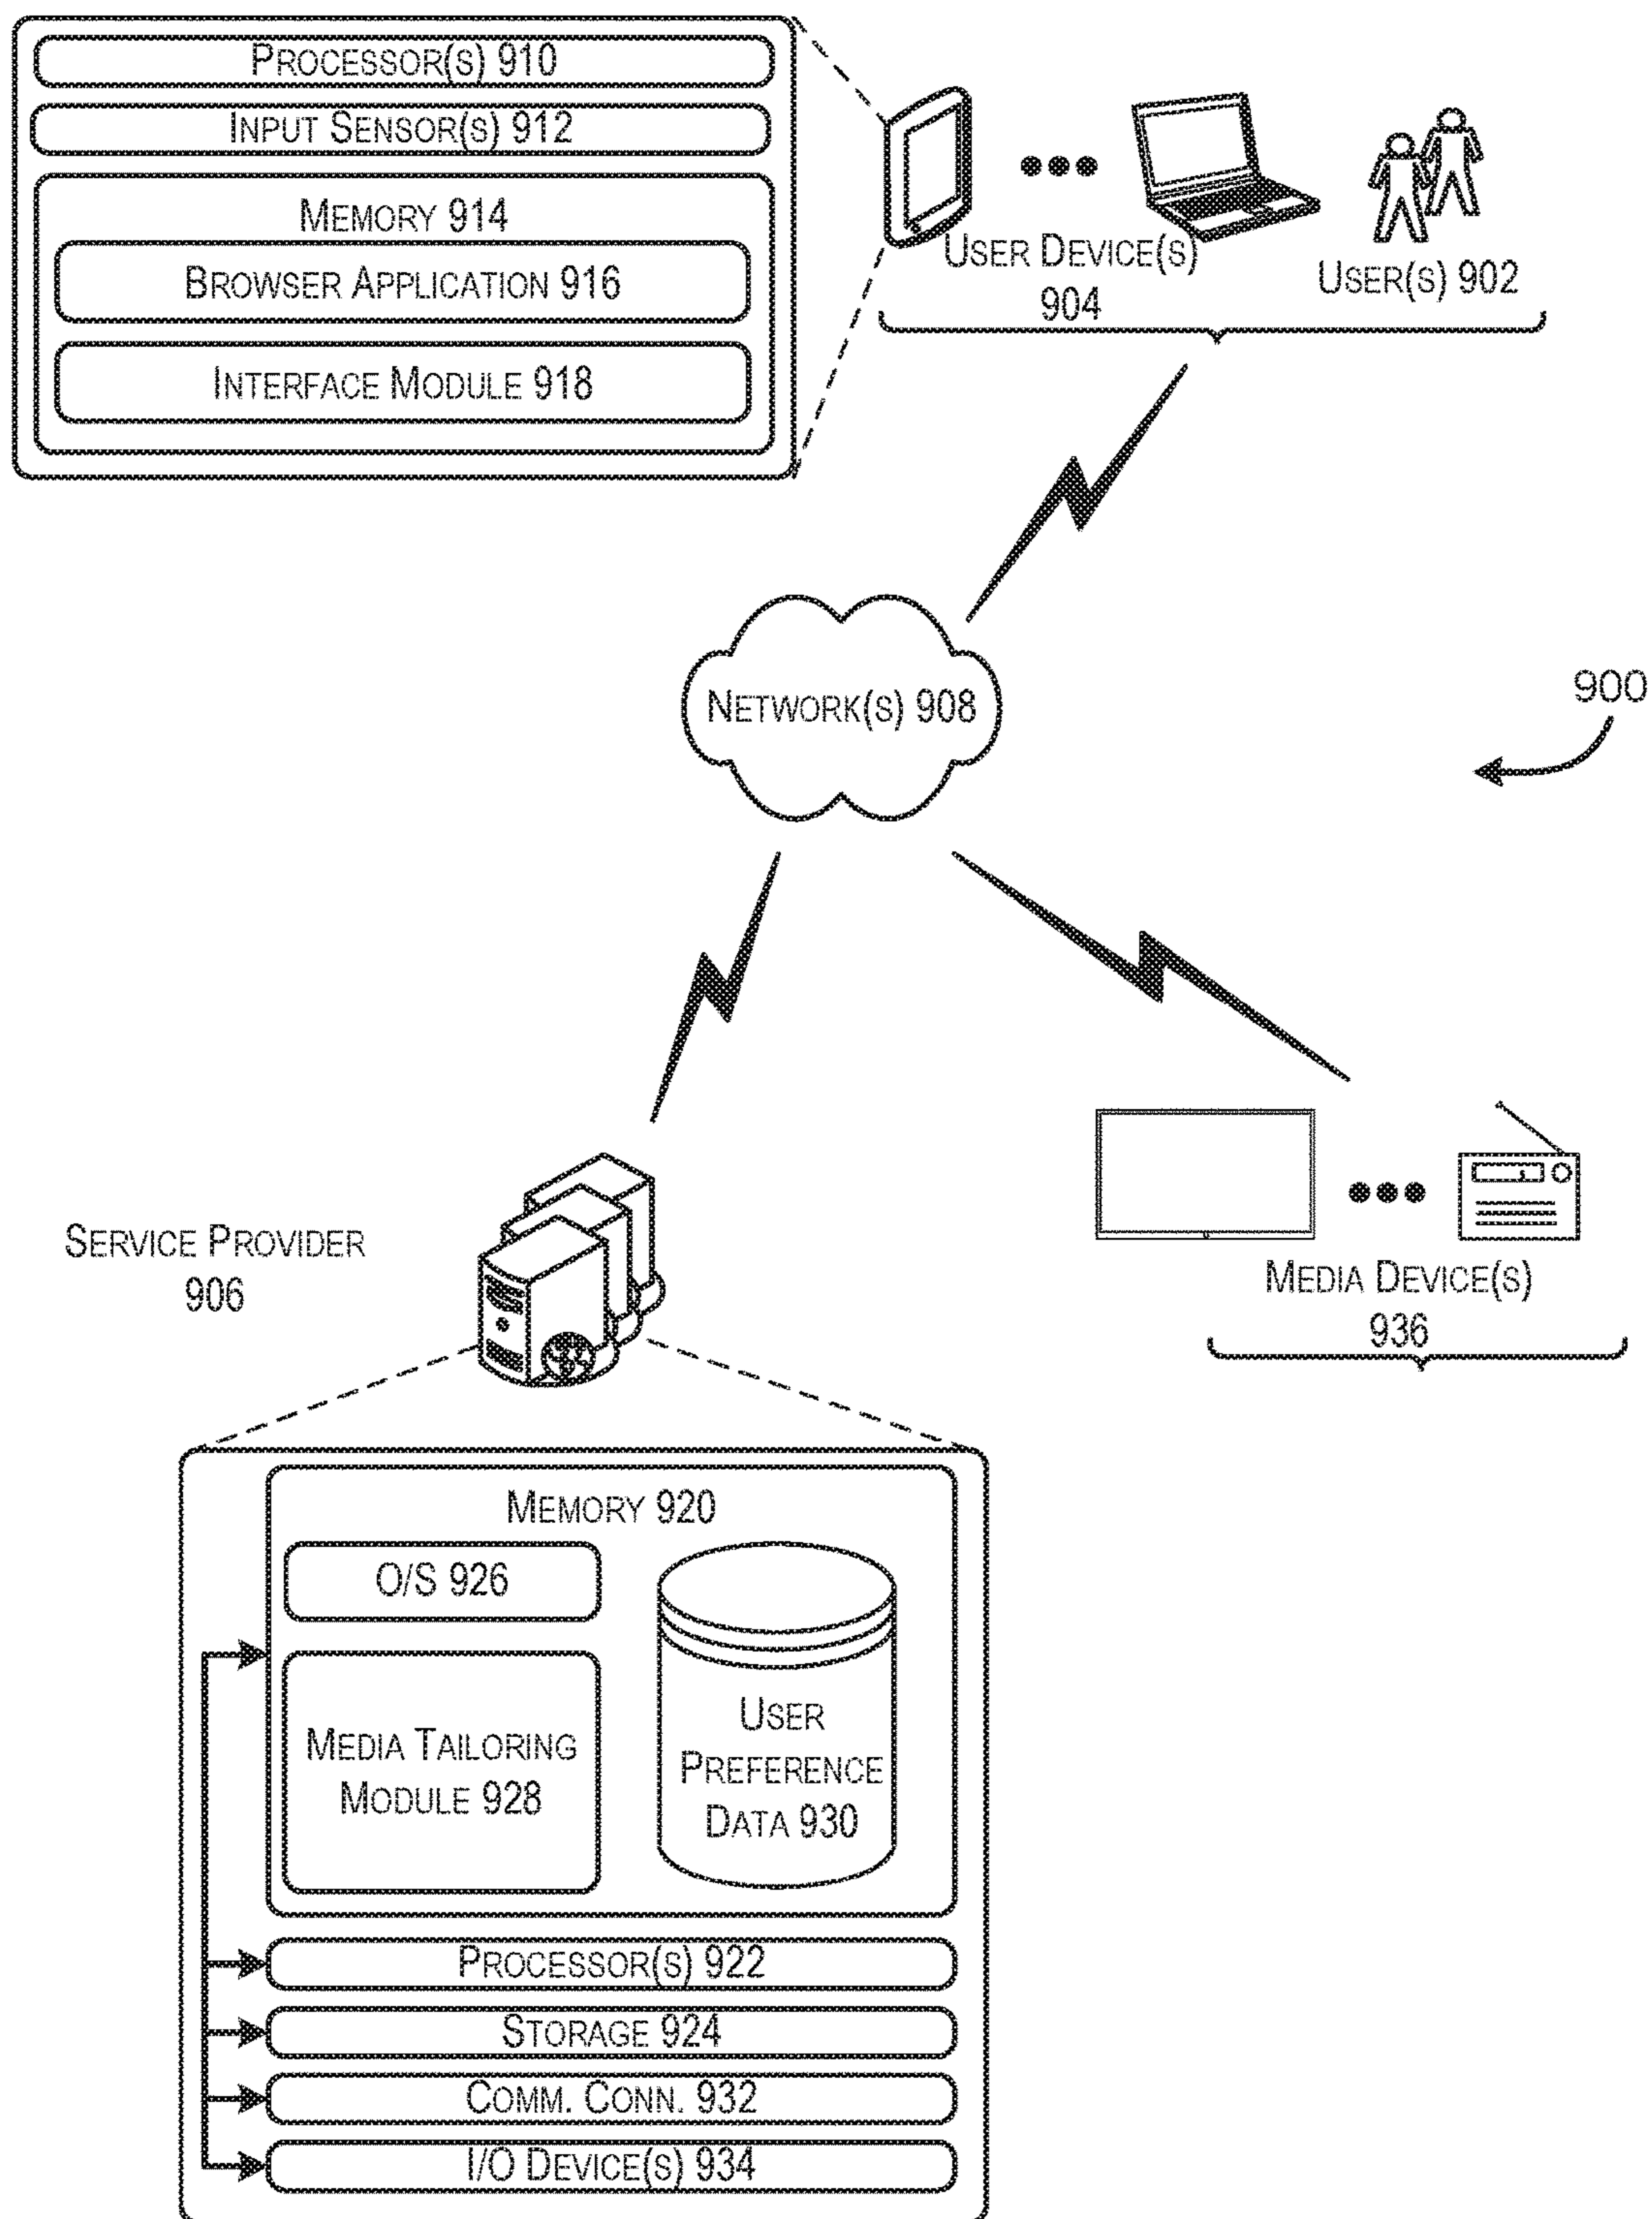 PROCESSOR(S) 910
INPUT SENSOR(S) 912
MEMORY 914
BROWSER APPLICATION 916
INTERFACE MODULE 918
USER DEVICE(S)
904
USER(S) 902
NETWORK(S) 908
900
SERVICE PROVIDER
906
MEDIA DEVICE(S)
936
MEMORY 920
O/S 926
MEDIA TAILORING
MODULE 928
USER
PREFERENCE
DATA 930
PROCESSOR(S) 922
STORAGE 924
COMM. CONN. 932
I/O DEVICE(S) 934